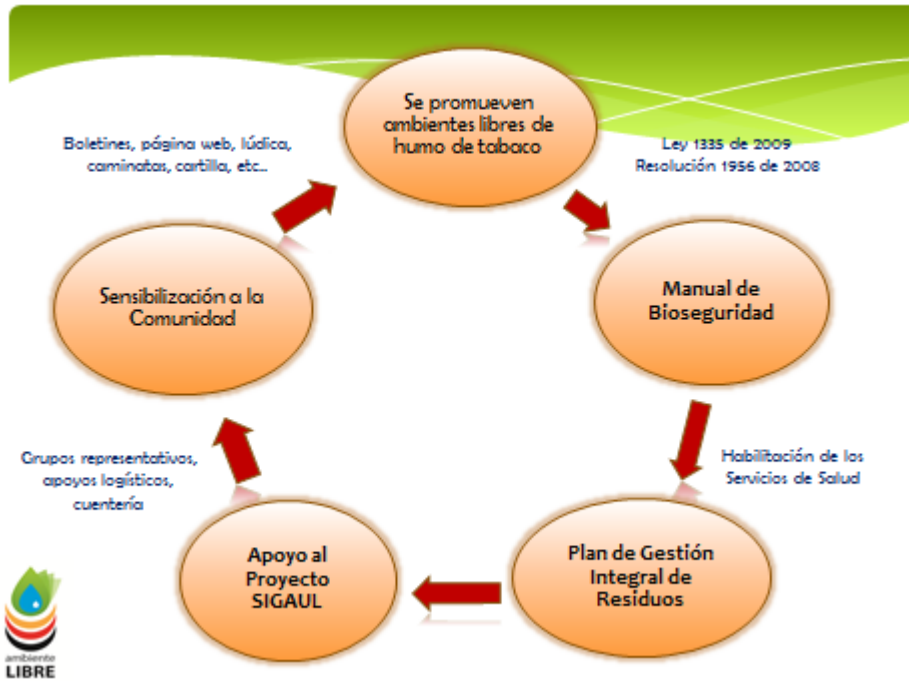 Se promueven
ambientes libres de
humo de tabaco
Boletines, página web, lúdica,
caminatas, cartilla, etc..
Ley 1335 de 2009
Resolución 1956 de 2008
Sensibilización a la
Comunidad
Manual de
Bioseguridad
Grupos representativos,
apoyos logísticos,
cuentería
Habilitación de los
Servicios de Salud
Apoyo al
Proyecto
SIGAUL
Plan de Gestión
Integral de
Residuos
ambiente
LIBRE